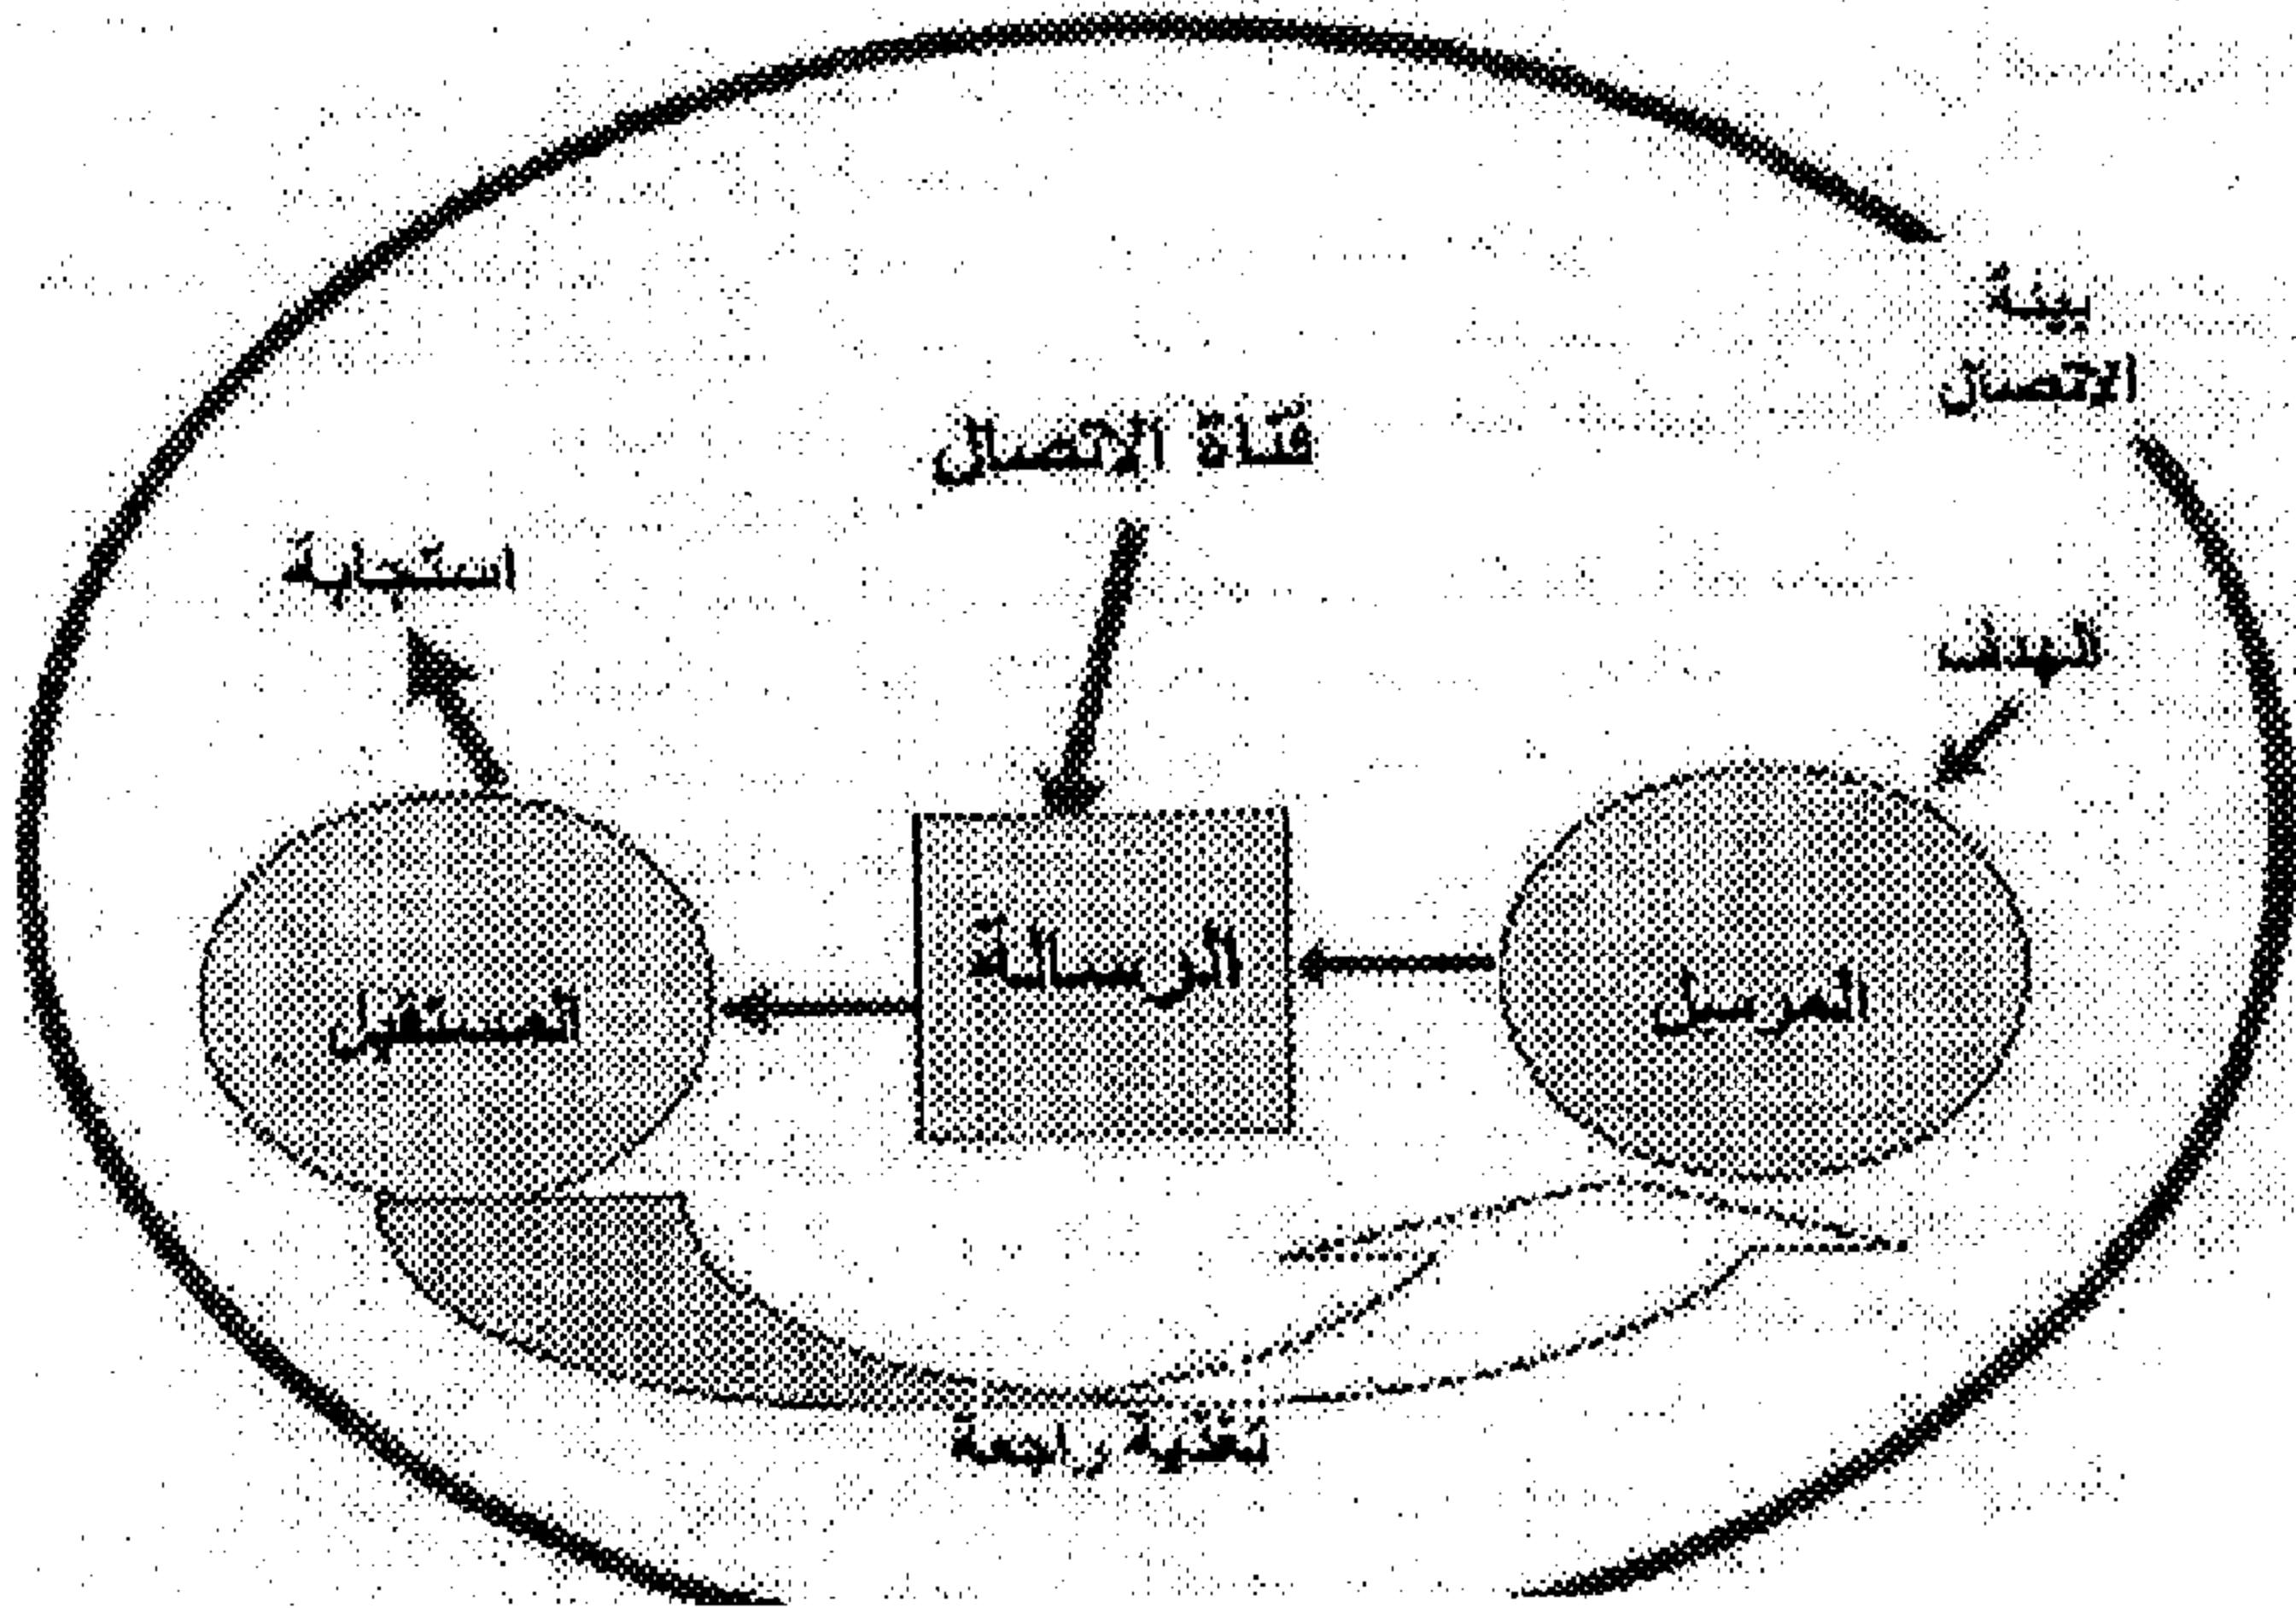 بيئة
الاتصال
قناة الاتصال
استجابة
الهدف
المرسل
الرسالة
المستقبل
تغذية راجعة